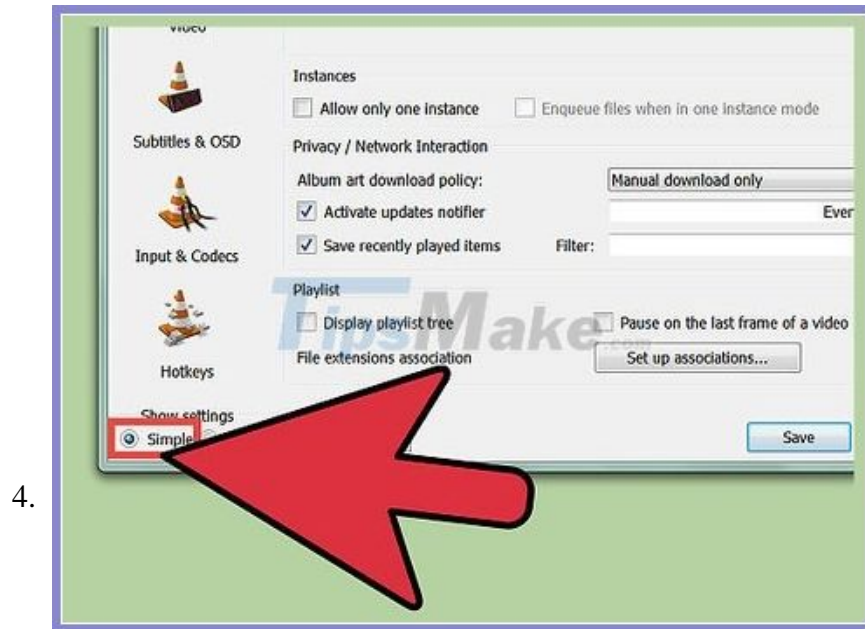 Instances
Allow only one instance Enqueue files when in one instance mode
Subtitles & OSD
Privacy / Network Interaction
Album art download policy: Manual download only
Activate updates notifier Ever
Input & Codecs
Save recently played items Filter:
Playlist
TipsMake.com
Display playlist tree Pause on the last frame of a video
File extensions association Set up associations...
Hotkeys
Show settings
Simple
Save
4.